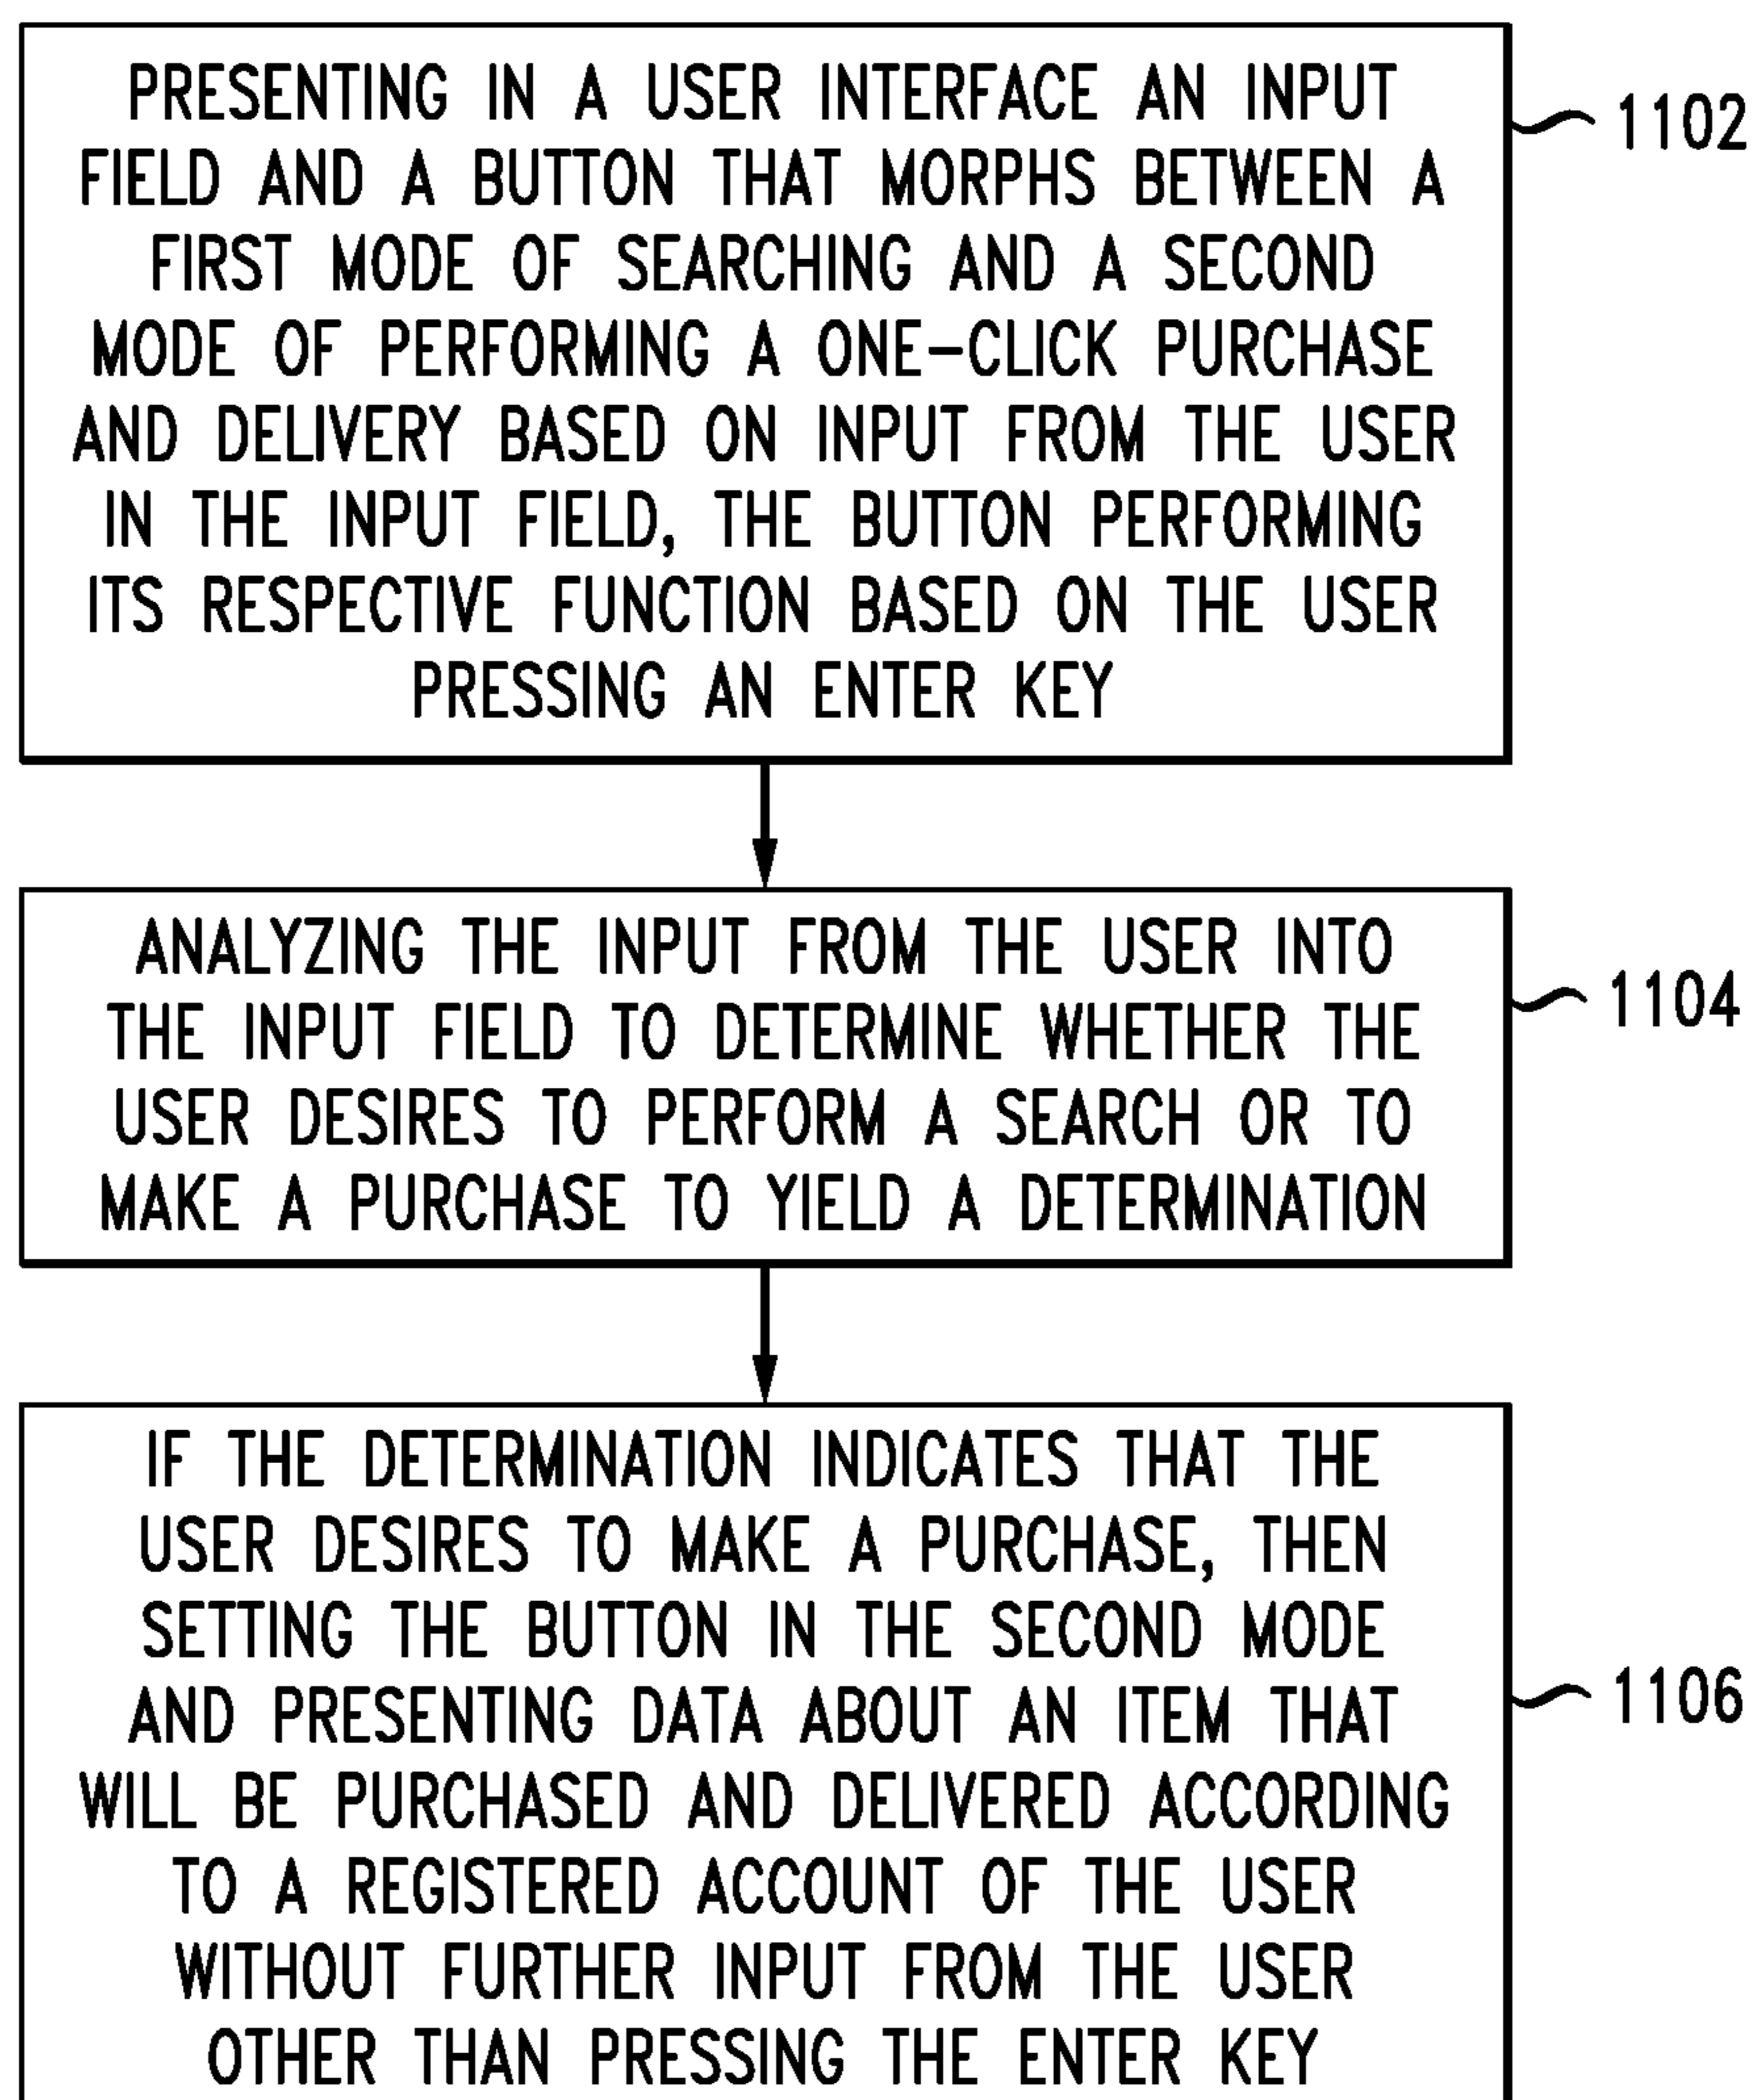 PRESENTING IN A USER INTERFACE AN INPUT
FIELD AND A BUTTON THAT MORPHS BETWEEN A
FIRST MODE OF SEARCHING AND A SECOND
MODE OF PERFORMING A ONE-CLICK PURCHASE
AND DELIVERY BASED ON INPUT FROM THE USER
IN THE INPUT FIELD, THE BUTTON PERFORMING
ITS RESPECTIVE FUNCTION BASED ON THE USER
PRESSING AN ENTER KEY
1102
ANALYZING THE INPUT FROM THE USER INTO
THE INPUT FIELD TO DETERMINE WHETHER THE
USER DESIRES TO PERFORM A SEARCH OR TO
MAKE A PURCHASE TO YIELD A DETERMINATION
1104
IF THE DETERMINATION INDICATES THAT THE
USER DESIRES TO MAKE A PURCHASE, THEN
SETTING THE BUTTON IN THE SECOND MODE
AND PRESENTING DATA ABOUT AN ITEM THAT
WILL BE PURCHASED AND DELIVERED ACCORDING
TO A REGISTERED ACCOUNT OF THE USER
WITHOUT FURTHER INPUT FROM THE USER
OTHER THAN PRESSING THE ENTER KEY
1106